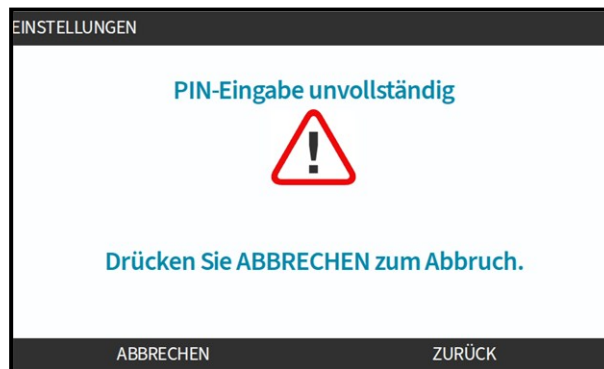 EINSTELLUNGEN
PIN-Eingabe unvollständig
!
Drücken Sie ABBRECHEN zum Abbruch.
ABBRECHEN ZURÜCK